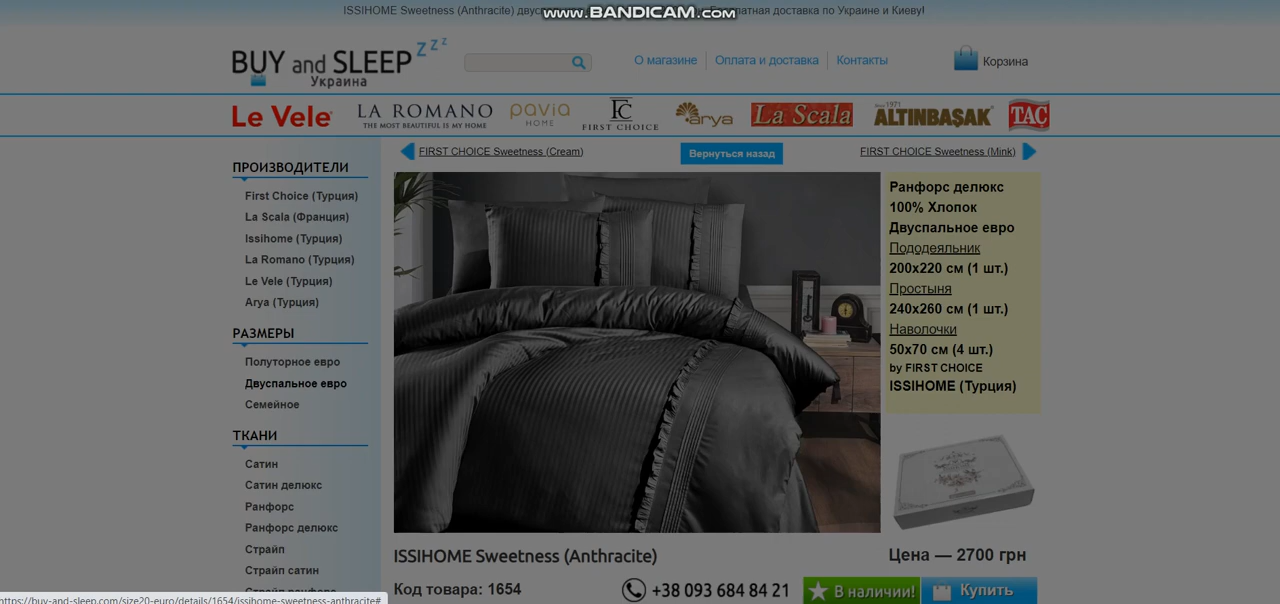 ISSIHOME Sweetness (Anthracite) двус
www.BANDICAM.com
латная доставка по Украине и Киеву!
BUY and SLEEP z z z
Украина
О магазине
Оплата и доставка
Контакты
Корзина
Le Vele
LA ROMANO
THE MOST BEAUTIFUL IS MY HOME
pavia
HOME
FC
FIRST CHOICE
arya
La Scala
Since 1971
ALTINBAŞAK
TAÇ
FIRST CHOICE Sweetness (Cream)
Вернуться назад
FIRST CHOICE Sweetness (Mink)
ПРОИЗВОДИТЕЛИ
First Choice (Турция)
La Scala (Франция)
Issihome (Турция)
La Romano (Турция)
Le Vele (Турция)
Arya (Турция)
РАЗМЕРЫ
Полуторное евро
Двуспальное евро
Семейное
ТКАНИ
Сатин
Сатин делюкс
Ранфорс
Ранфорс делюкс
Страйп
Страйп сатин
Ранфорс делюкс
100% Хлопок
Двуспальное евро
Пододеяльник
200x220 см (1 шт.)
Простыня
240x260 см (1 шт.)
Наволочки
50x70 см (4 шт.)
by FIRST CHOICE
ISSIHOME (Турция)
ISSIHOME Sweetness (Anthracite)
Цена — 2700 грн
Код товара: 1654
+38 093 684 84 21
В наличии!
Купить
https://buy-and-sleep.com/size20-euro/details/1654/issihome-sweetness-anthracite#